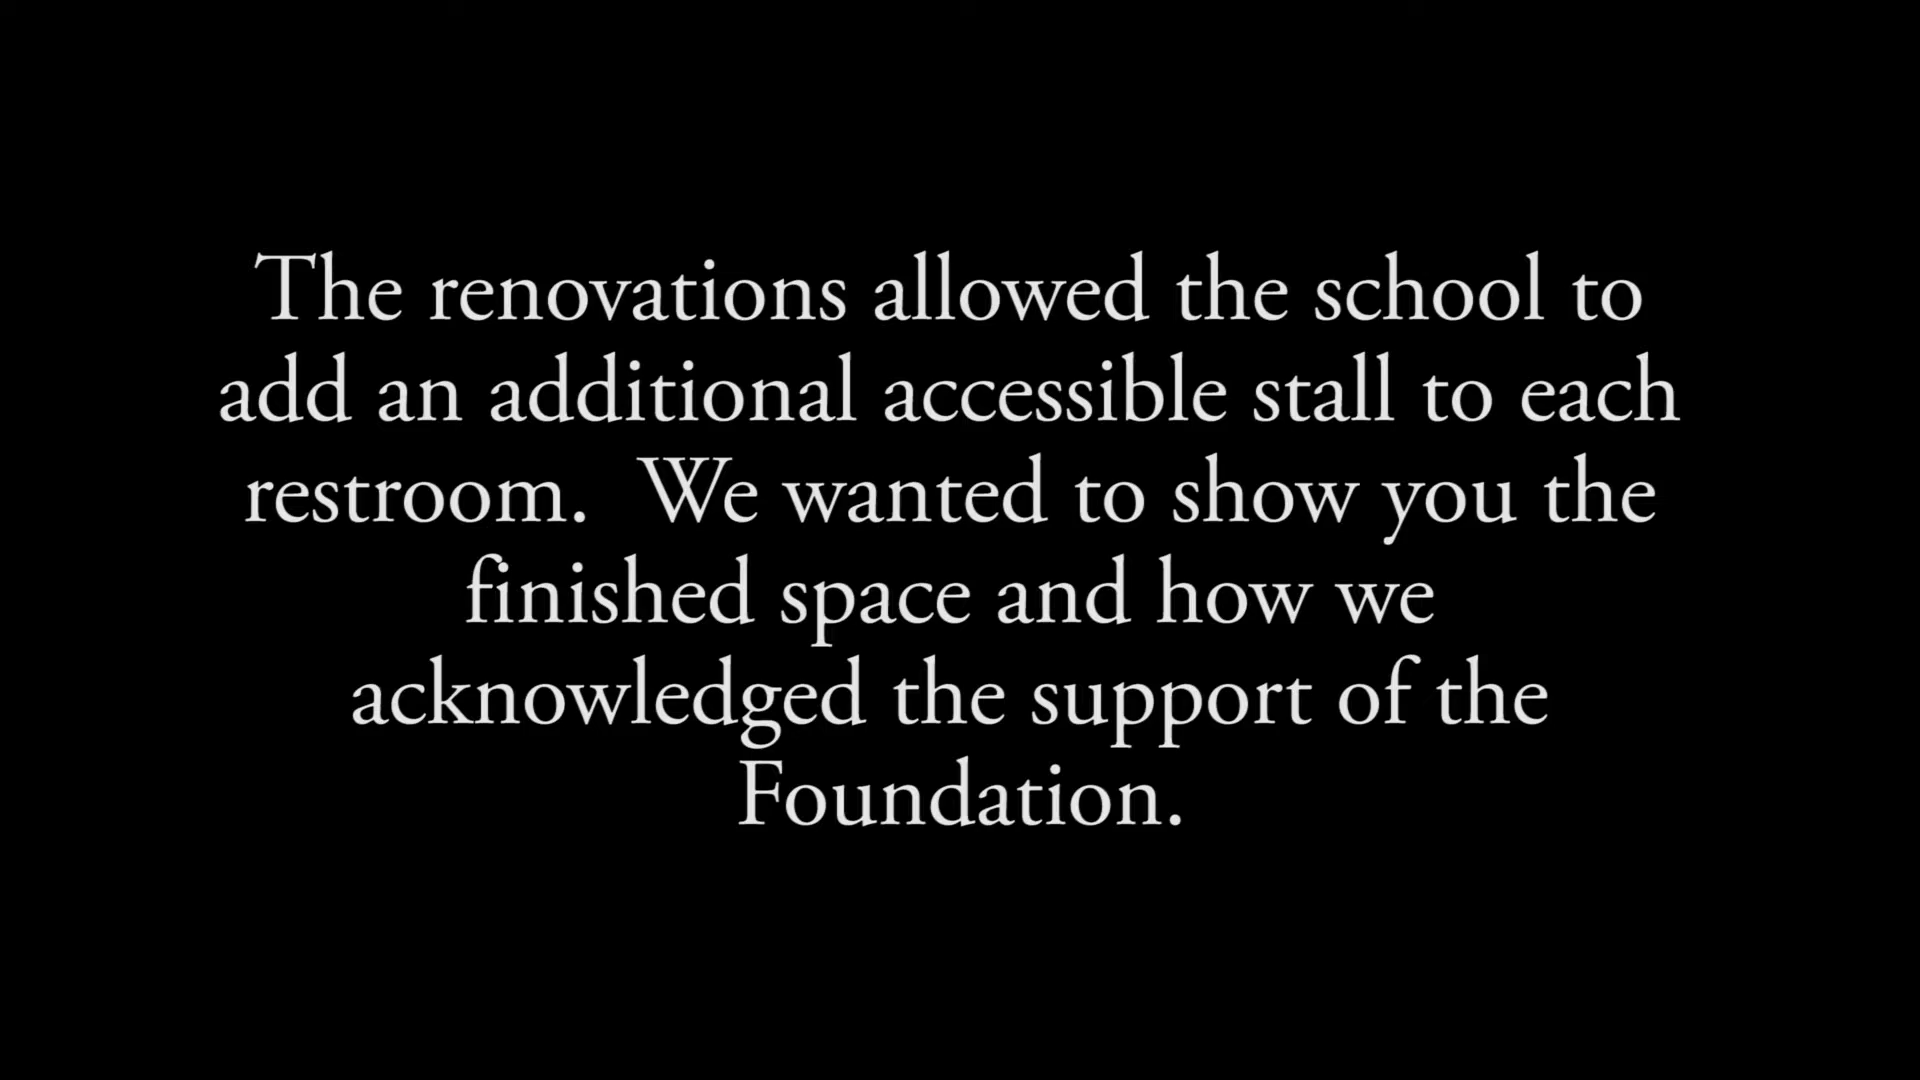 The renovations allowed the school to
add an additional accessible stall to each
restroom.  We wanted to show you the
finished space and how we
acknowledged the support of the
Foundation.